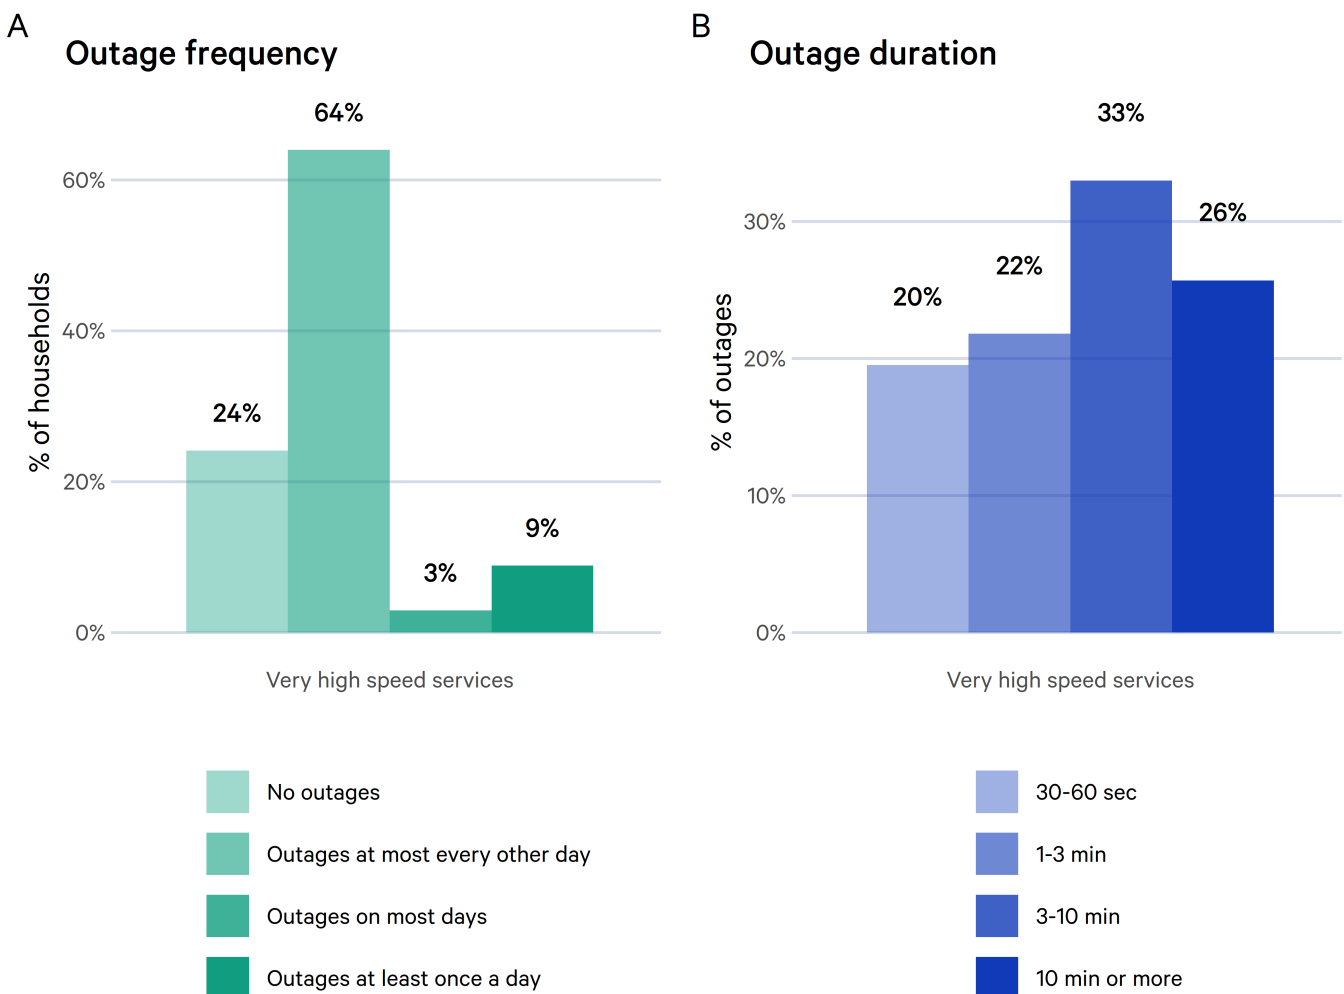 A
Outage frequency
64%
60%
40%
24%
20%
9%
3%
0%
% of households
Very high speed services
No outages
Outages at most every other day
Outages on most days
Outages at least once a day
B
Outage duration
33%
30%
26%
22%
20%
20%
10%
0%
% of outages
Very high speed services
30-60 sec
1-3 min
3-10 min
10 min or more